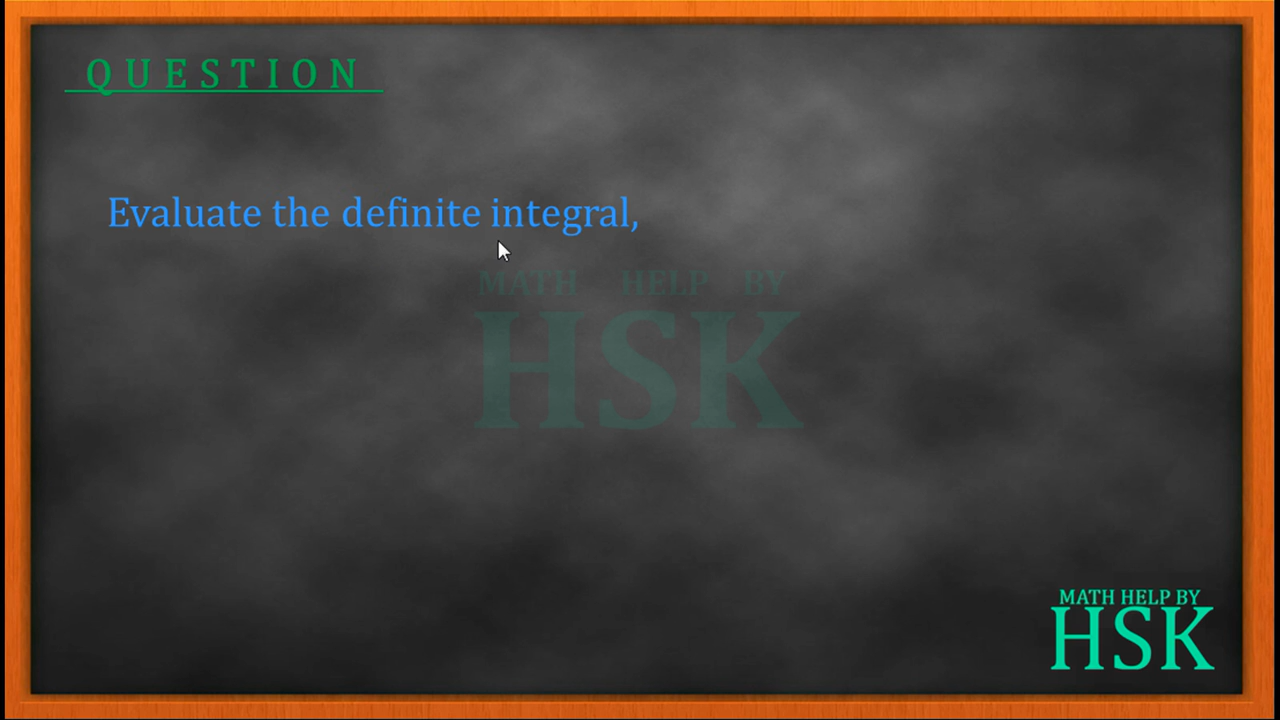 QUESTION
Evaluate the definite integral,
MATH HELP BY
HSK
MATH HELP BY
HSK